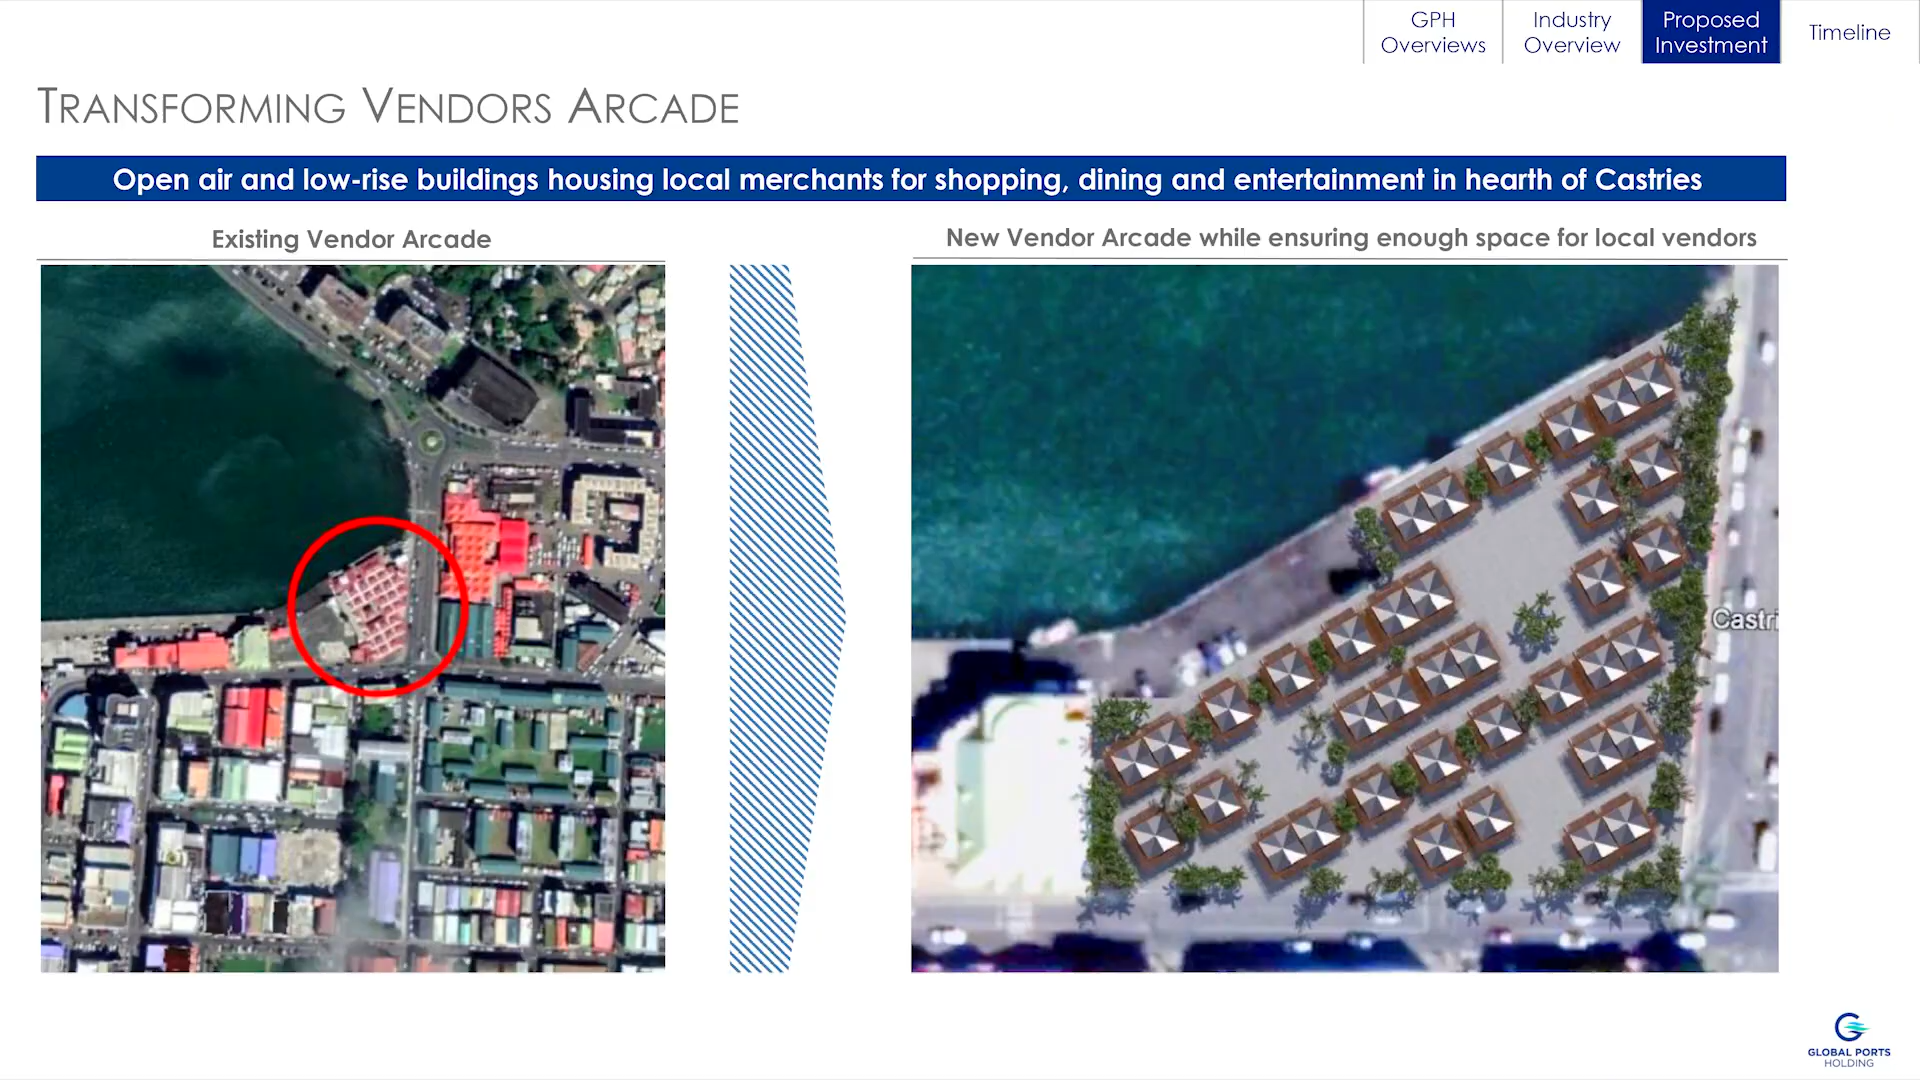 GPH
Overviews
Industry
Overview
Proposed
Investment
Timeline
TRANSFORMING VENDORS ARCADE
Open air and low-rise buildings housing local merchants for shopping, dining and entertainment in hearth of Castries
Existing Vendor Arcade
New Vendor Arcade while ensuring enough space for local vendors
Castri
GLOBAL PORTS
HOLDING